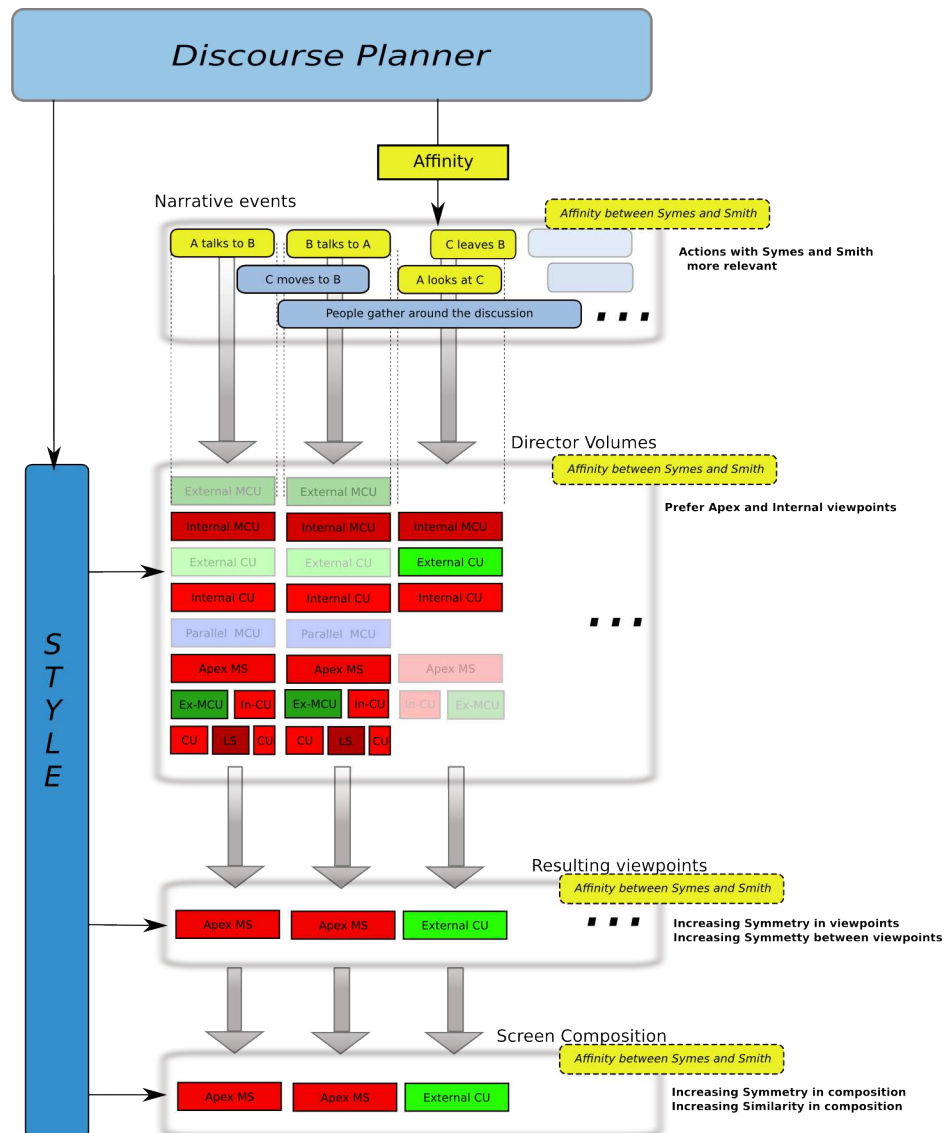 Discourse Planner
Affinity
Narrative events
Affinity between Symes and Smith
A talks to B
B talks to A
C leaves B
Actions with Symes and Smith
more relevant
C moves to B
A looks at C
People gather around the discussion
...
Director Volumes
Affinity between Symes and Smith
External MCU
External MCU
Prefer Apex and Internal viewpoints
Internal MCU
Internal MCU
Internal MCU
External CU
External CU
External CU
Internal CU
Internal CU
Internal CU
...
Parallel MCU
Parallel MCU
Apex MS
Apex MS
Apex MS
Ex-MCU
In-CU
Ex-MCU
In-CU
In-CU
Ex-MCU
CU
LS
CU
CU
LS
CU
STYLE
Resulting viewpoints
Affinity between Symes and Smith
Apex MS
Apex MS
External CU
...
Increasing Symmetry in viewpoints
Increasing Symmetty between viewpoints
Screen Composition
Affinity between Symes and Smith
Apex MS
Apex MS
External CU
Increasing Symmetry in composition
Increasing Similarity in composition